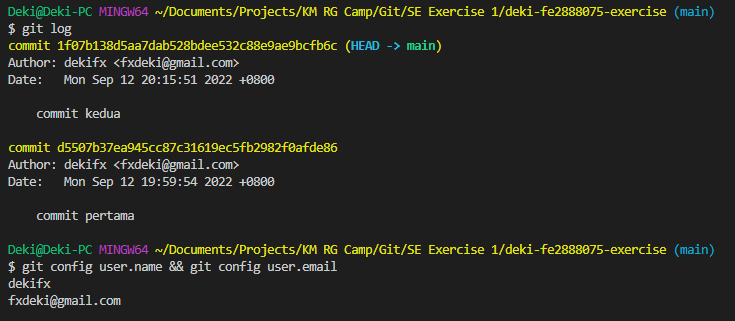 Deki@Deki-PC MINGW64 ~/Documents/Projects/KM RG Camp/Git/SE Exercise 1/deki-fe2888075-exercise (main)
$ git log
commit 1f07b138d5aa7dab528bdee532c88e9ae9bcfb6c (HEAD -> main)
Author: dekifx <fxdeki@gmail.com>
Date:   Mon Sep 12 20:15:51 2022 +0800
    commit kedua
commit d5507b37ea945cc87c31619ec5fb2982f0afde86
Author: dekifx <fxdeki@gmail.com>
Date:   Mon Sep 12 19:59:54 2022 +0800
    commit pertama
Deki@Deki-PC MINGW64 ~/Documents/Projects/KM RG Camp/Git/SE Exercise 1/deki-fe2888075-exercise (main)
$ git config user.name && git config user.email
dekifx
fxdeki@gmail.com